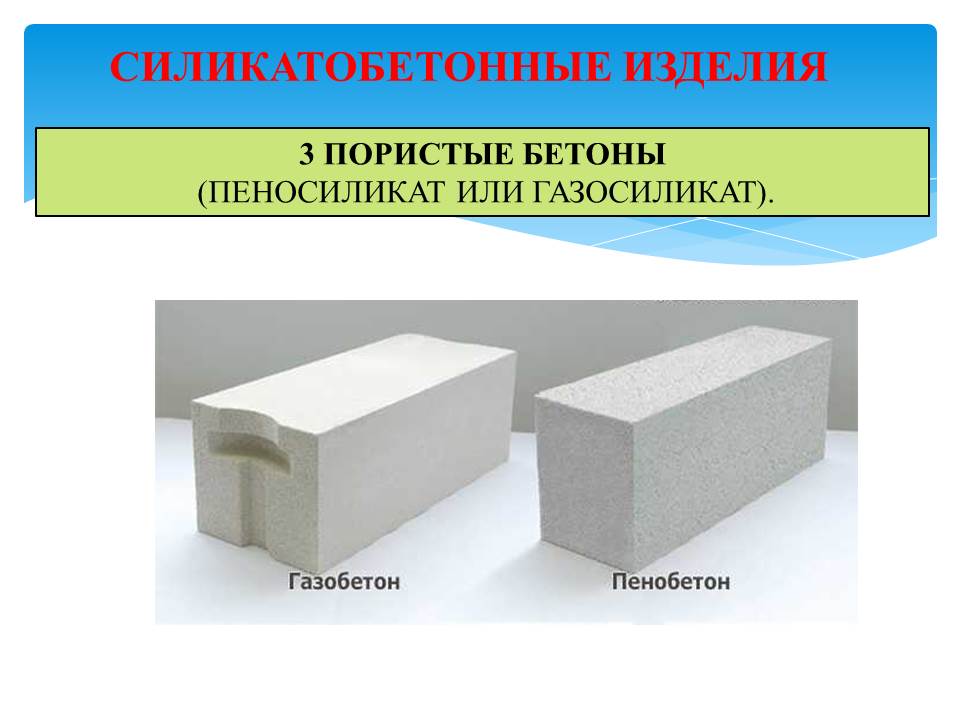 СИЛИКАТОБЕТОННЫЕ ИЗДЕЛИЯ
3 ПОРИСТЫЕ БЕТОНЫ
(ПЕНОСИЛИКАТ ИЛИ ГАЗОСИЛИКАТ).
Газобетон
Пенобетон